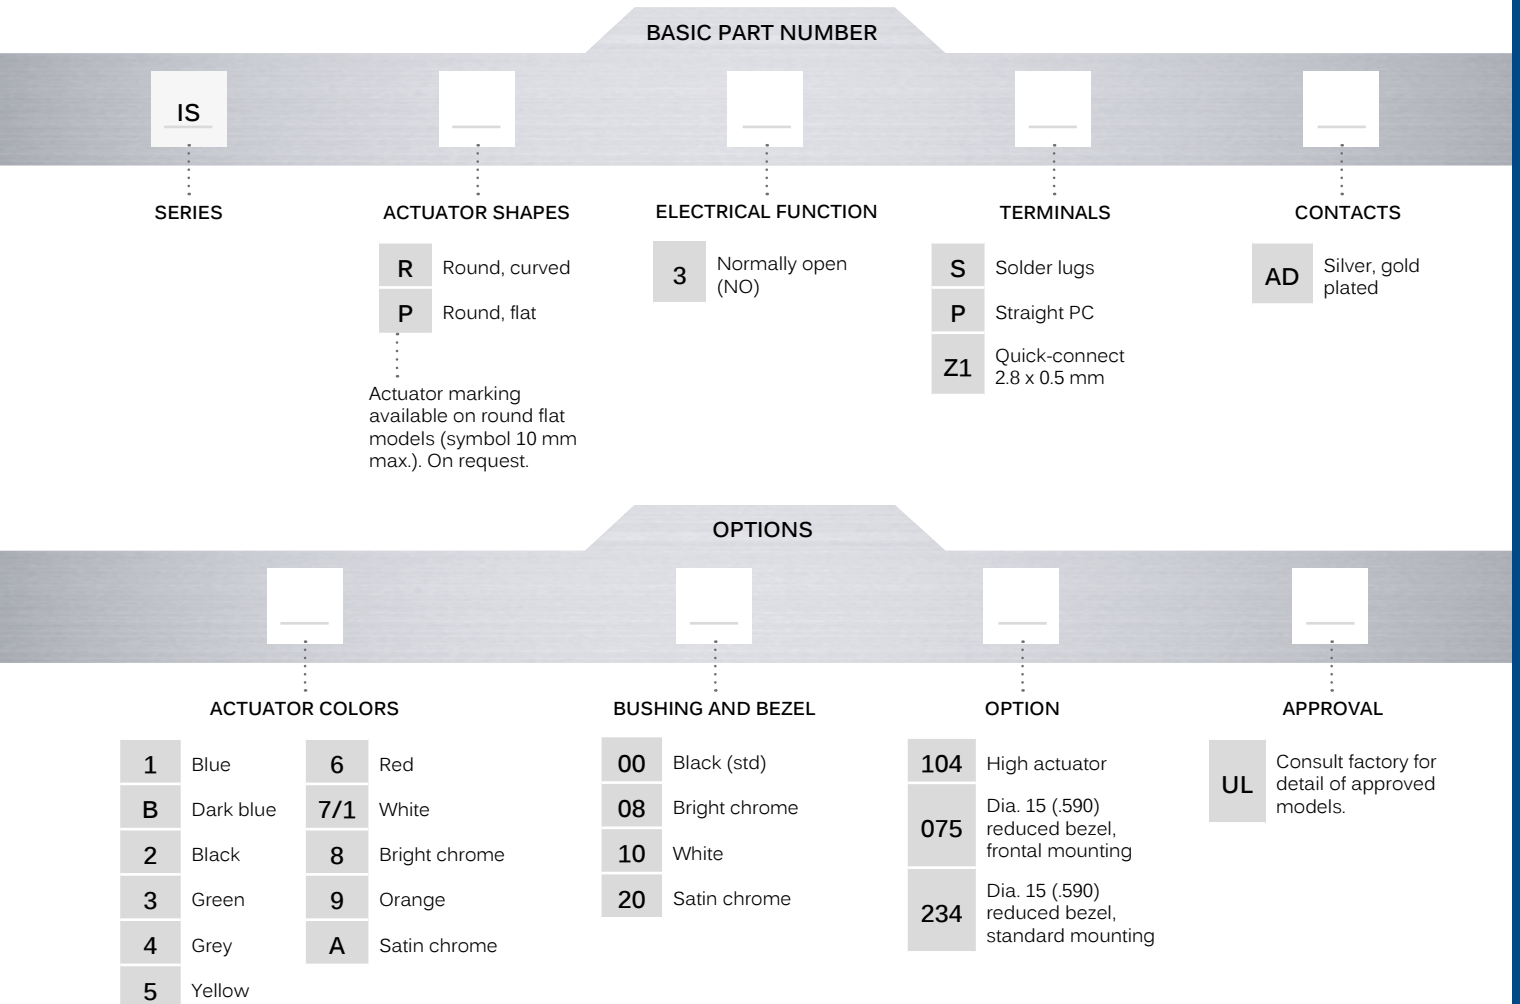 BASIC PART NUMBER
IS
SERIES
ACTUATOR SHAPES
R Round, curved
P Round, flat
Actuator marking
available on round flat
models (symbol 10 mm
max.). On request.
ELECTRICAL FUNCTION
3 Normally open
(NO)
TERMINALS
S Solder lugs
P Straight PC
Z1 Quick-connect
2.8 x 0.5 mm
CONTACTS
AD Silver, gold
plated
OPTIONS
ACTUATOR COLORS
1 Blue
B Dark blue
2 Black
3 Green
4 Grey
5 Yellow
6 Red
7/1 White
8 Bright chrome
9 Orange
A Satin chrome
BUSHING AND BEZEL
00 Black (std)
08 Bright chrome
10 White
20 Satin chrome
OPTION
104 High actuator
075 Dia. 15 (.590)
reduced bezel,
frontal mounting
234 Dia. 15 (.590)
reduced bezel,
standard mounting
APPROVAL
UL Consult factory for
detail of approved
models.